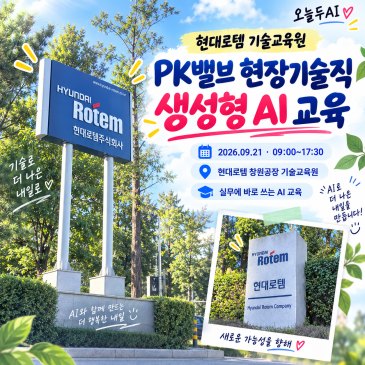 오늘두AI
현대로템 기술교육원
PK밸브 현장기술직
생성형 AI 교육
2026.09.21 · 09:00~17:30
현대로템 창원공장 기술교육원
실무에 바로 쓰는 AI 교육
HYUNDAI
Rotem
현대로템주식회사
기술로
더 나은
내일로
AI로
더 나은
내일을
만듭니다!
HYUNDAI
Rotem
현대로템
Hyundai Rotem Company
AI와 함께 만드는
더 행복한 내일
새로운 가능성을 향해